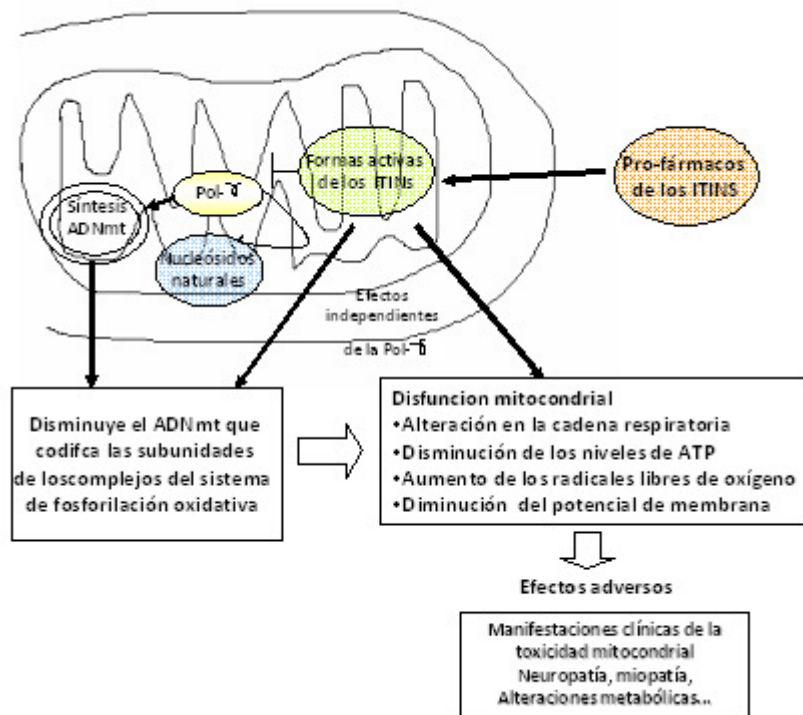 Formas activas
de los ITINs
Pro-fármacos
de los ITINS
Pol-
Síntesis
ADNmt
Nucleósidos
naturales
Efectos
independientes
de la Pol-
Disminuye el ADNmt que
codifca las subunidades
de loscomplejos del sistema
de fosforilación oxidativa
Disfuncion mitocondrial
•Alteración en la cadena respiratoria
•Disminución de los niveles de ATP
•Aumento de los radicales libres de oxígeno
•Diminución del potencial de membrana
Efectos adversos
Manifestaciones clínicas de la
toxicidad mitocondrial
Neuropatía, miopatía,
Alteraciones metabólicas...